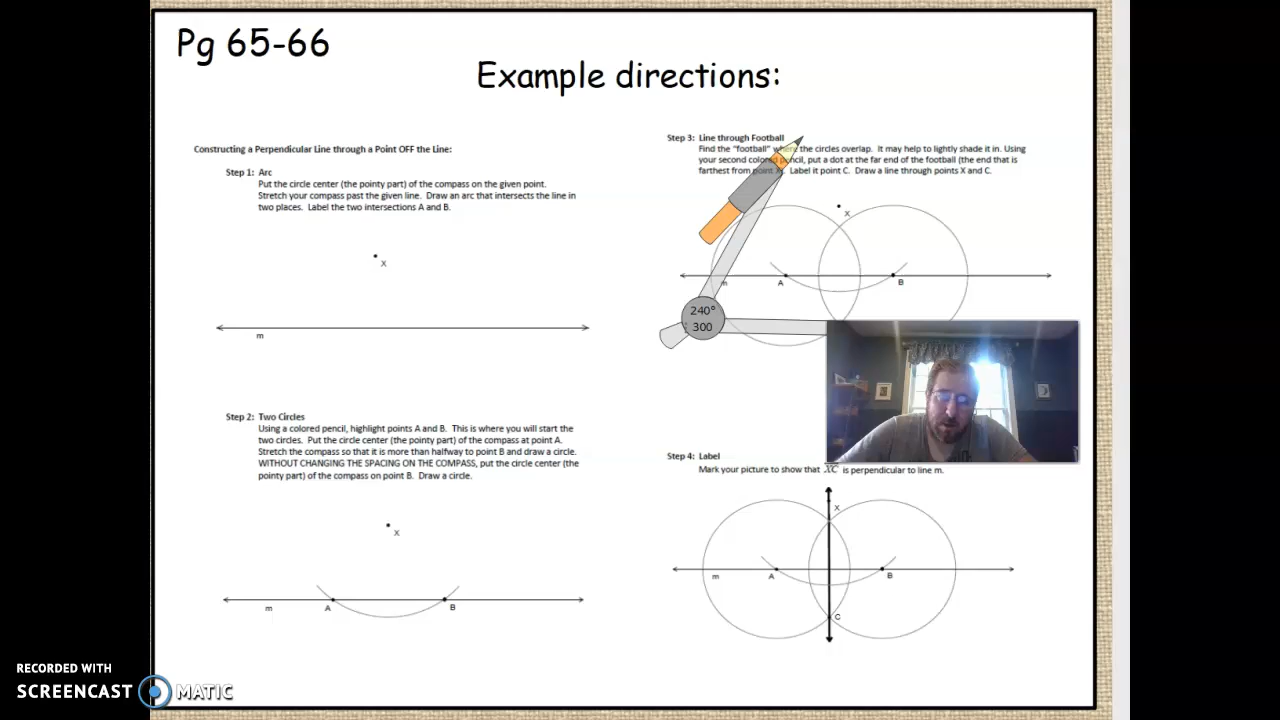 Pg 65-66
Example directions:
Constructing a Perpendicular Line through a Point OFF the Line:
Step 1: Arc
Put the circle center (the pointy part) of the compass on the given point.
Stretch your compass past the given line. Draw an arc that intersects the line in
two places. Label the two intersections A and B.
X
m
Step 2: Two Circles
Using a colored pencil, highlight points A and B. This is where you will start the
two circles. Put the circle center (the pointy part) of the compass at point A.
Stretch the compass so that it is more than halfway to point B and draw a circle.
WITHOUT CHANGING THE SPACING ON THE COMPASS, put the circle center (the
pointy part) of the compass on point B. Draw a circle.
X
m A B
Step 3: Line through Football
Find the "football" where the circles overlap. It may help to lightly shade it in. Using
your second colored pencil, put a dot at the far end of the football (the end that is
farthest from point X). Label it point C. Draw a line through points X and C.
X
m A B
240°
300
Step 4: Label
Mark your picture to show that XC is perpendicular to line m.
X
m A B
C
RECORDED WITH
SCREENCAST MATIC